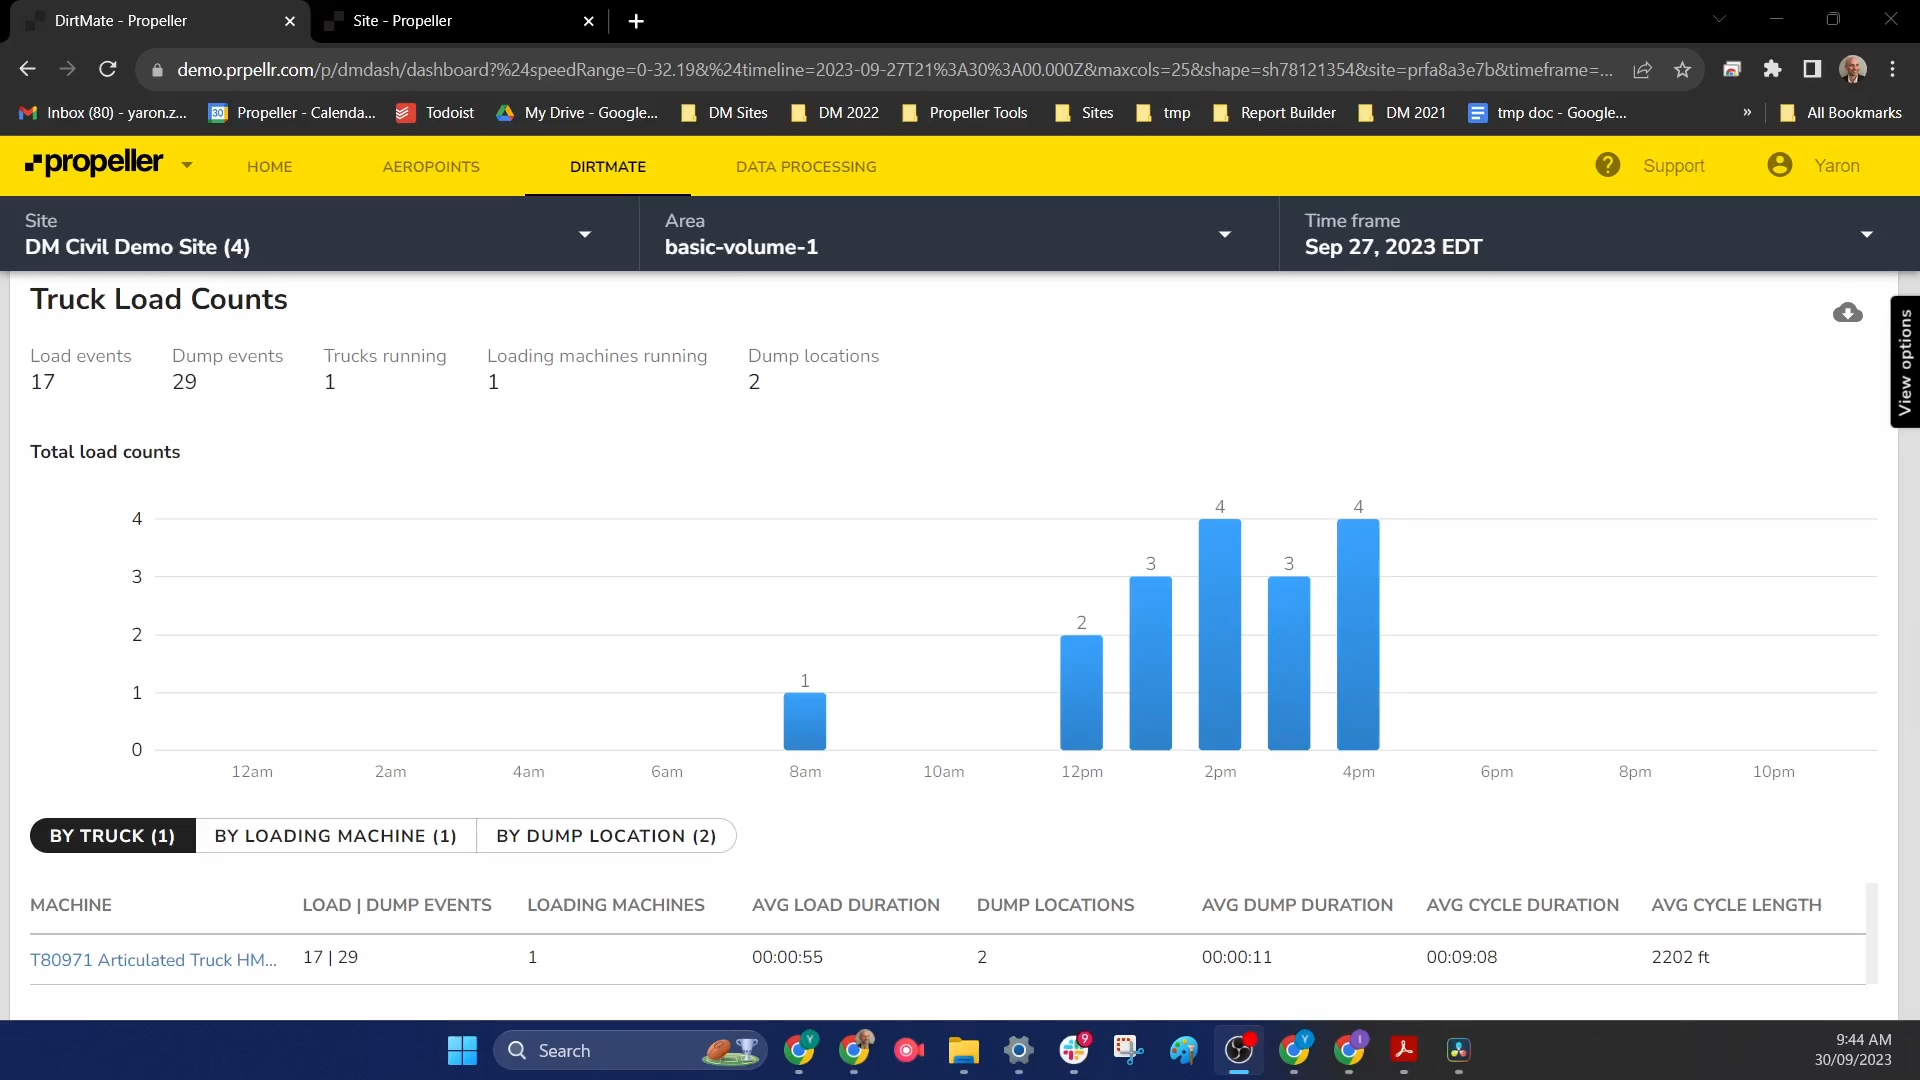 DirtMate - Propeller
Site - Propeller
demo.prpellr.com/p/dmdash/dashboard?%24speedRange=0-32.19&%24timeline=2023-09-27T21%3A30%3A00.000Z&maxcols=25&shape=sh78121354&site=prfa8a3e7b&timeframe=...
Inbox (80) - yaron.z...
30
Propeller - Calenda...
Todoist
My Drive - Google...
DM Sites
DM 2022
Propeller Tools
Sites
tmp
Report Builder
DM 2021
tmp doc - Google...
»
All Bookmarks
propeller
HOME
AEROPOINTS
DIRTMATE
DATA PROCESSING
? Support
Yaron
Site
DM Civil Demo Site (4)
Area
basic-volume-1
Time frame
Sep 27, 2023 EDT
Truck Load Counts
View options
Load events
17
Dump events
29
Trucks running
1
Loading machines running
1
Dump locations
2
Total load counts
4
3
2
1
0
1
2
3
4
3
4
12am
2am
4am
6am
8am
10am
12pm
2pm
4pm
6pm
8pm
10pm
BY TRUCK (1)
BY LOADING MACHINE (1)
BY DUMP LOCATION (2)
MACHINE LOAD | DUMP EVENTS LOADING MACHINES AVG LOAD DURATION DUMP LOCATIONS AVG DUMP DURATION AVG CYCLE DURATION AVG CYCLE LENGTH
T80971 Articulated Truck HM... 17 | 29 1 00:00:55 2 00:00:11 00:09:08 2202 ft
Search
Y
9
Y
I
9:44 AM
30/09/2023